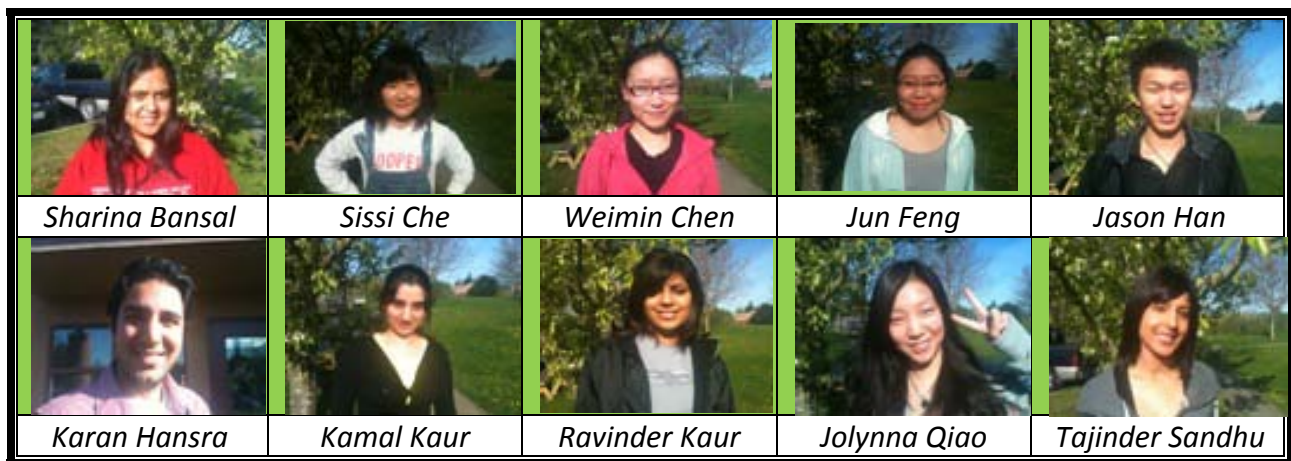 Sharina Bansal
Sissi Che
Weimin Chen
Jun Feng
Jason Han
Karan Hansra
Kamal Kaur
Ravinder Kaur
Jolynna Qiao
Tajinder Sandhu